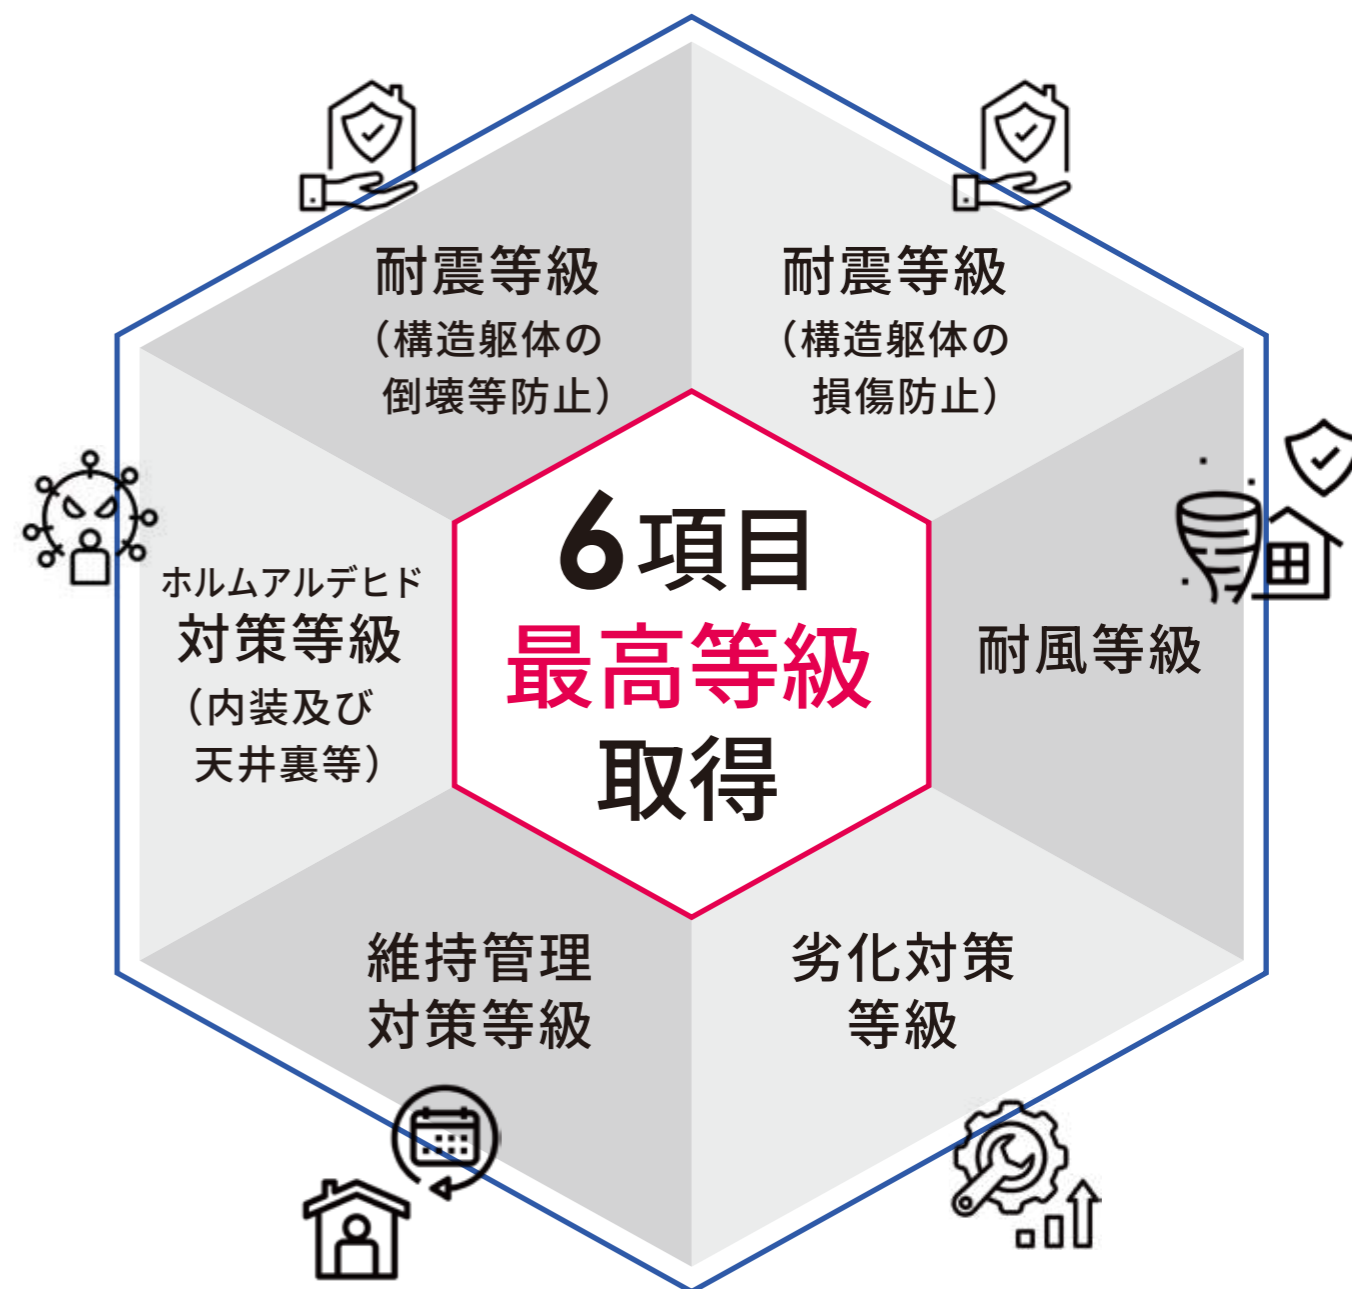 耐震等級
（構造躯体の
倒壊等防止）
耐震等級
（構造躯体の
損傷防止）
6項目
最高等級
取得
ホルムアルデヒド
対策等級
（内装及び
天井裏等）
耐風等級
維持管理
対策等級
劣化対策
等級